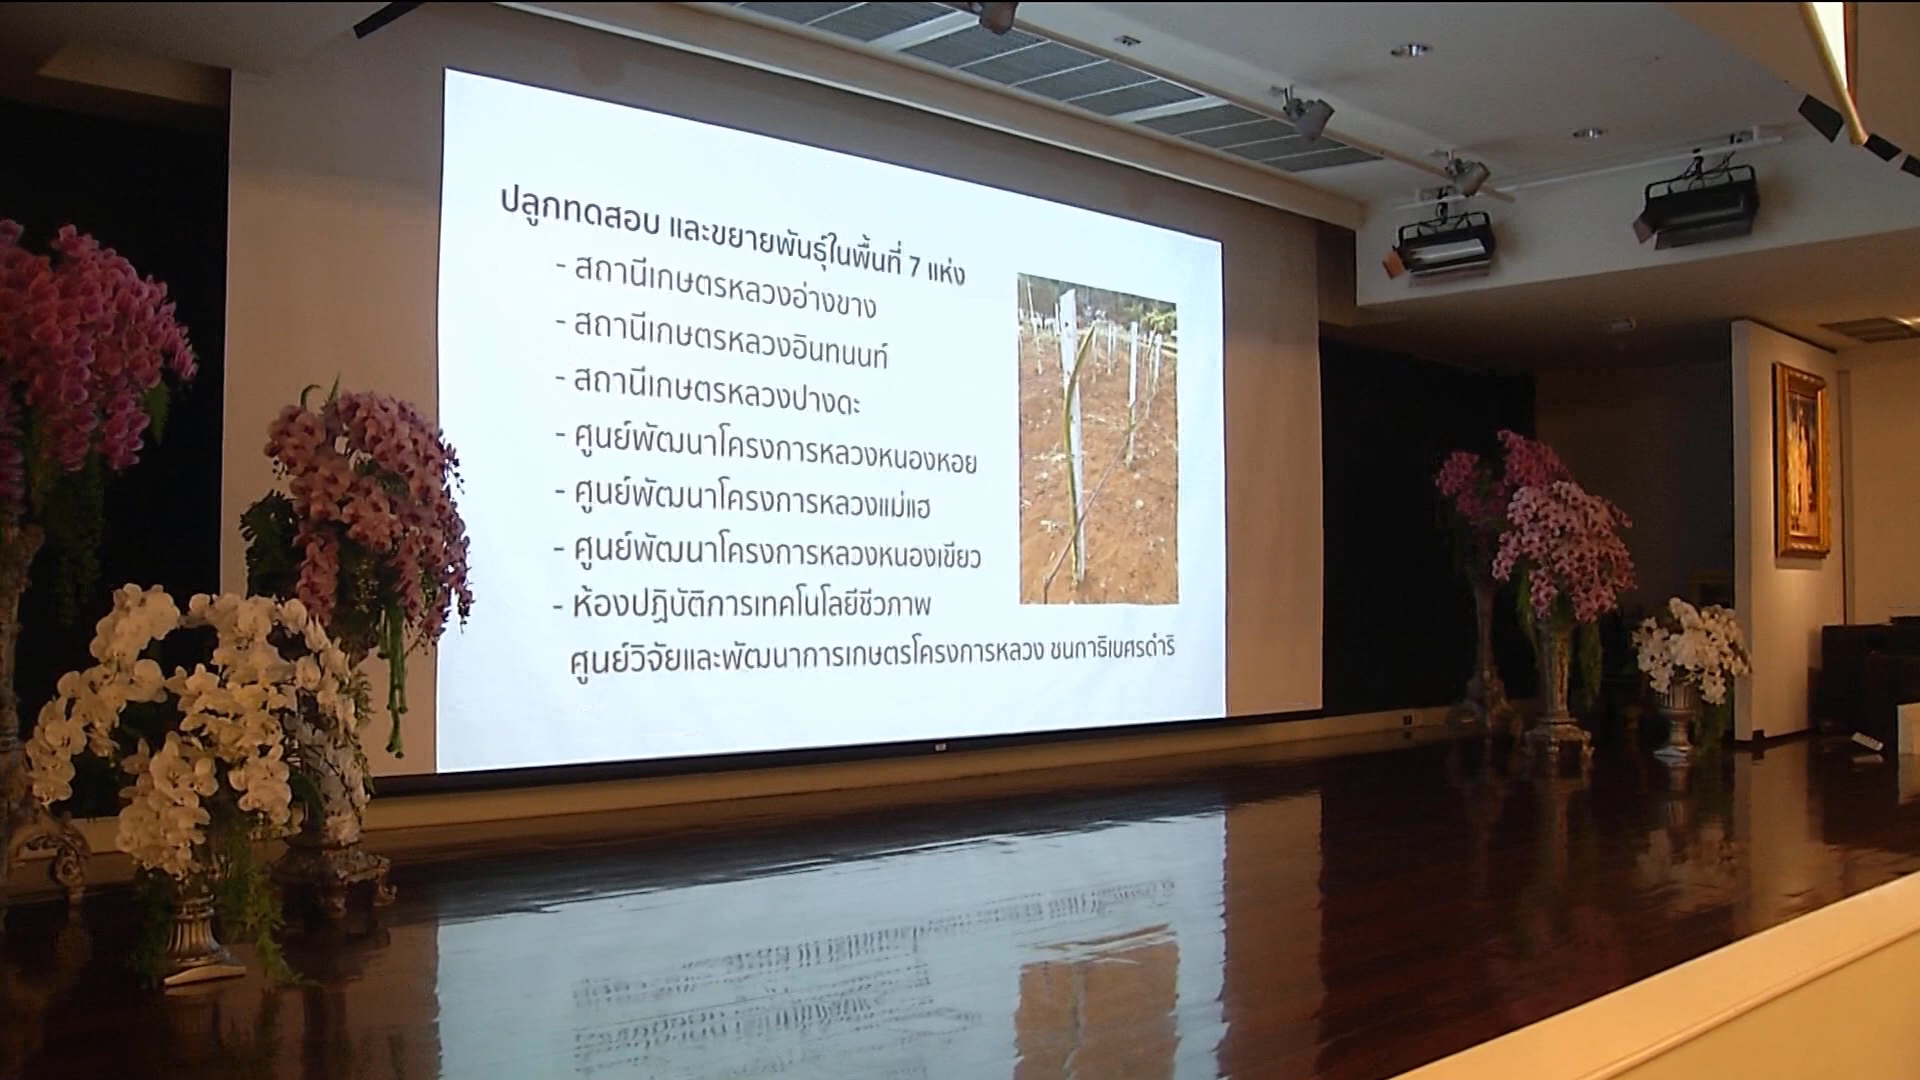 ปลูกทดสอบ และขยายพันธุ์ในพื้นที่ 7 แห่ง
- สถานีเกษตรหลวงอ่างขาง
- สถานีเกษตรหลวงอินทนนท์
- สถานีเกษตรหลวงปางดะ
- ศูนย์พัฒนาโครงการหลวงหนองหอย
- ศูนย์พัฒนาโครงการหลวงแม่แฮ
- ศูนย์พัฒนาโครงการหลวงหนองเขียว
- ห้องปฏิบัติการเทคโนโลยีชีวภาพ
ศูนย์วิจัยและพัฒนาการเกษตรโครงการหลวง ชนกาธิเบศรดำริ